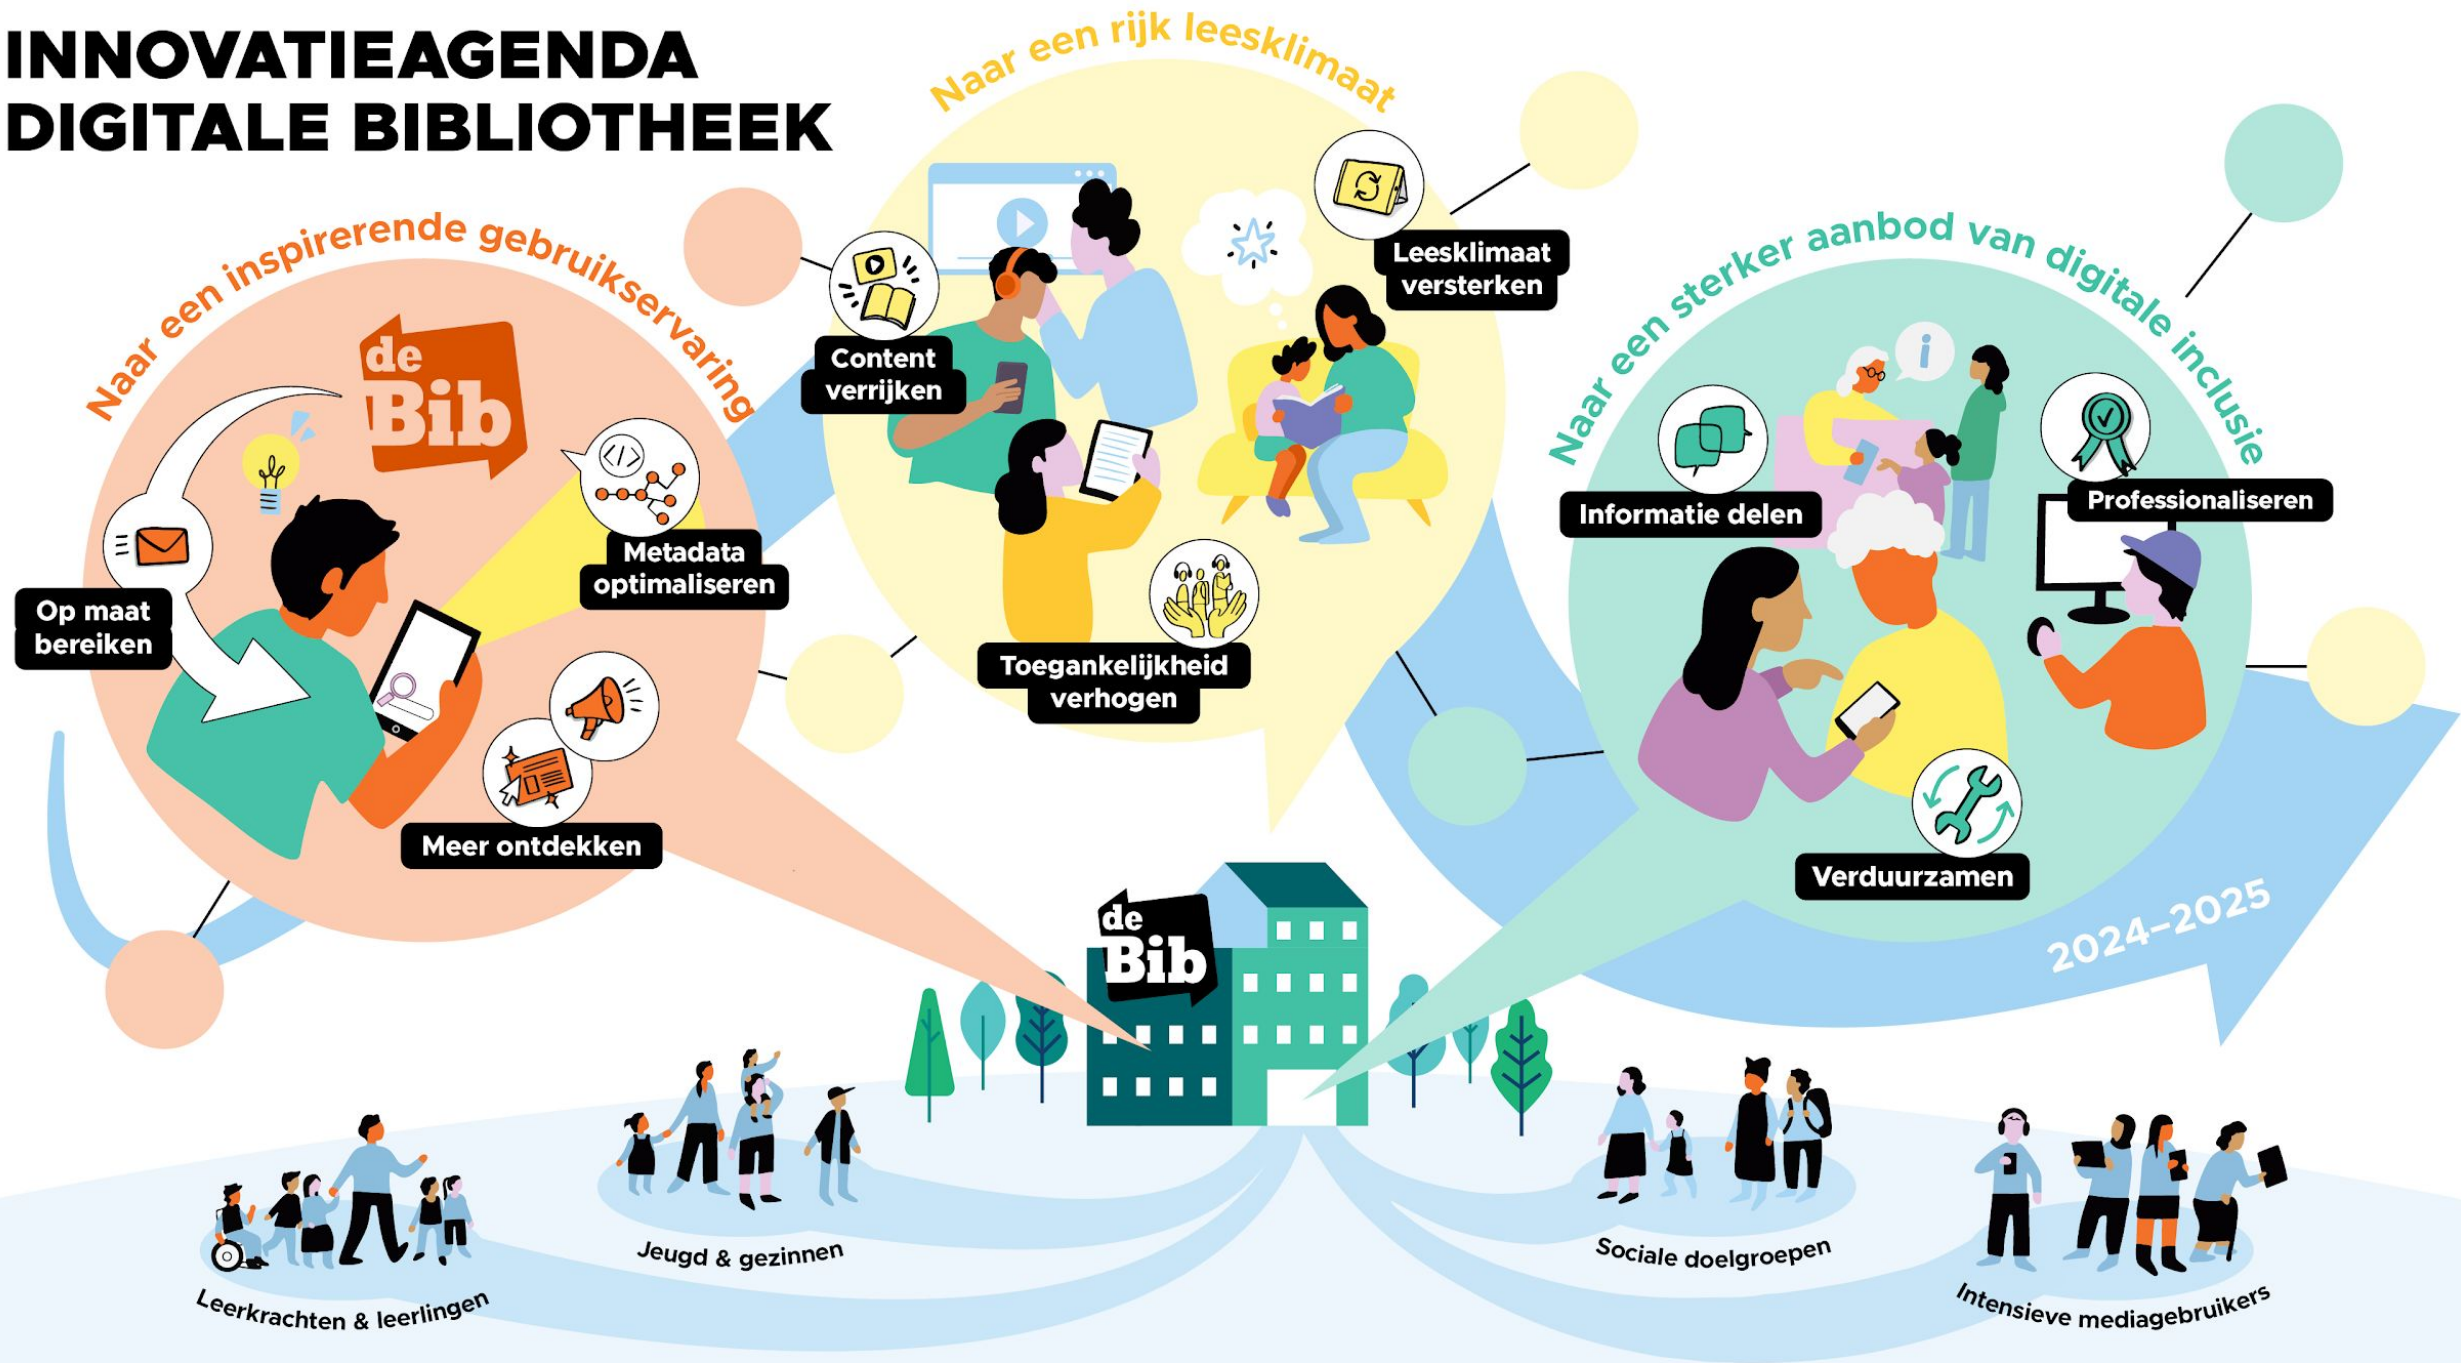 INNOVATIEAGENDA
DIGITALE BIBLIOTHEEK
Naar een inspirerende gebruikservaring
de
Bib
Op maat
bereiken
Metadata
optimaliseren
Meer ontdekken
Naar een rijk leesklimaat
Content
verrijken
Leesklimaat
versterken
Toegankelijkheid
verhogen
Naar een sterker aanbod van digitale inclusie
i
Informatie delen
Professionaliseren
Verduurzamen
2024–2025
de
Bib
Leerkrachten & leerlingen
Jeugd & gezinnen
Sociale doelgroepen
Intensieve mediagebruikers